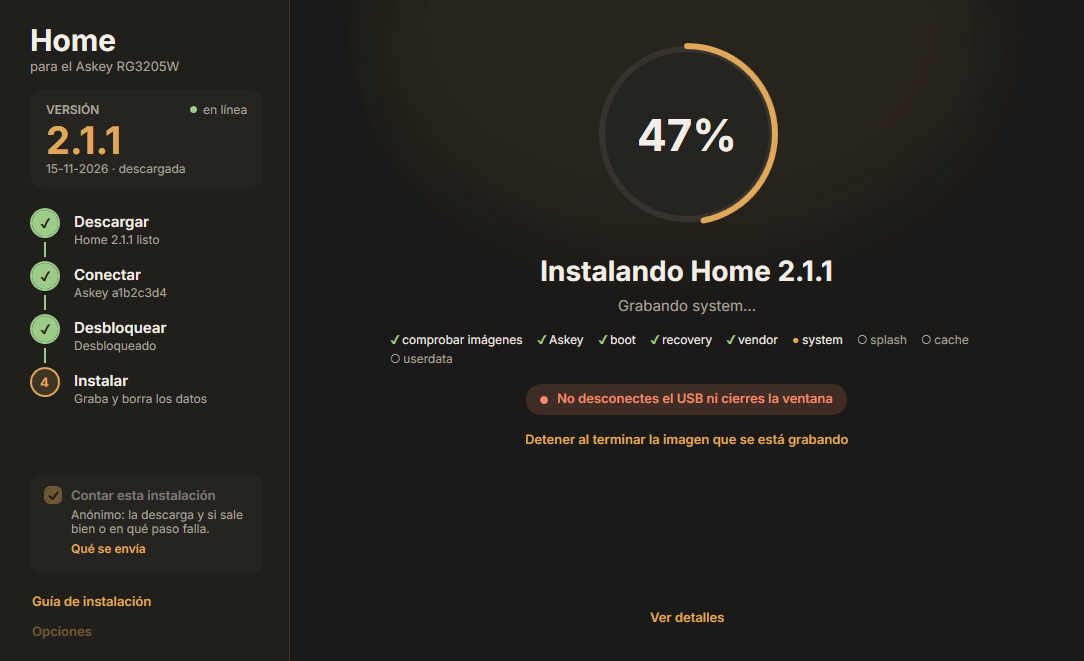 Home
para el Askey RG3205W
VERSIÓN
en línea
2.1.1
15-11-2026 · descargada
✓ Descargar
Home 2.1.1 listo
✓ Conectar
Askey a1b2c3d4
✓ Desbloquear
Desbloqueado
4 Instalar
Graba y borra los datos
Contar esta instalación
Anónimo: la descarga y si sale
bien o en qué paso falla.
Qué se envía
Guía de instalación
Opciones
47%
Instalando Home 2.1.1
Grabando system...
✓ comprobar imágenes ✓ Askey ✓ boot ✓ recovery ✓ vendor ● system ○ splash ○ cache
○ userdata
● No desconectes el USB ni cierres la ventana
Detener al terminar la imagen que se está grabando
Ver detalles